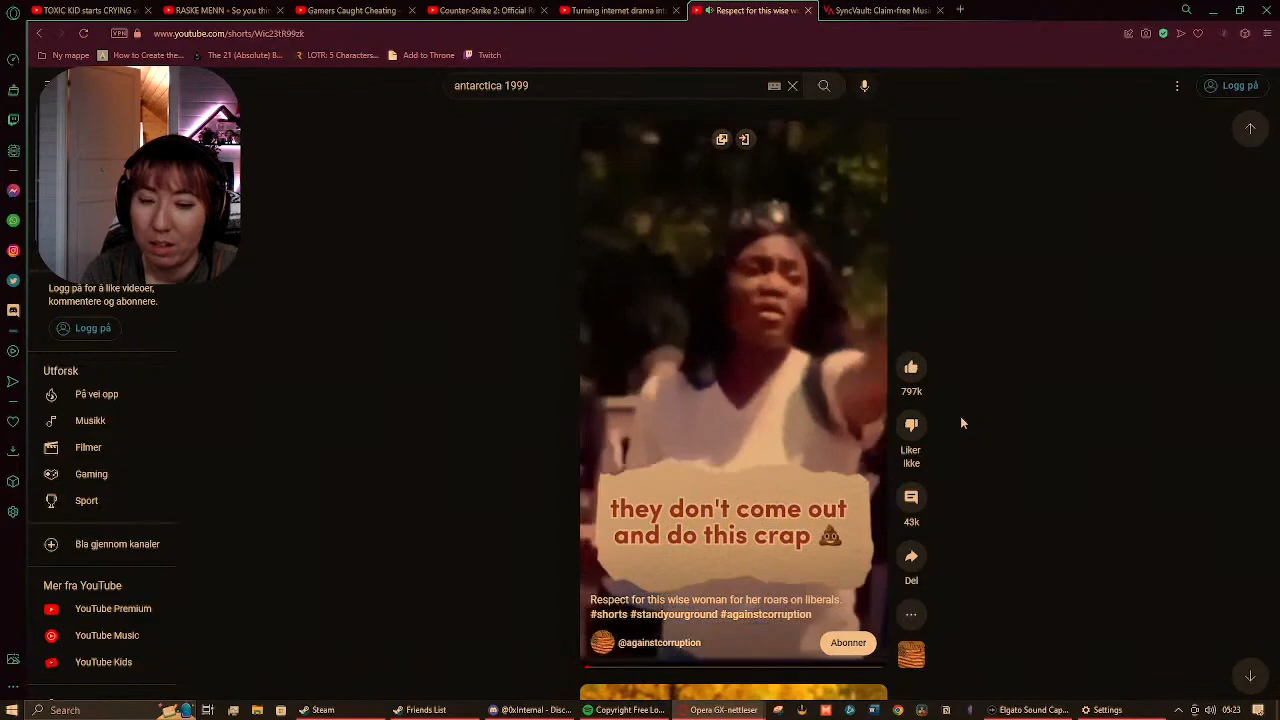 TOXIC KID starts CRYING
RASKE MENN = So you thin
Gamers Caught Cheating
Counter-Strike 2: Official
Turning internet drama int
Respect for this wise w
SyncVault: Claim-free Mus
VPN
www.youtube.com/shorts/Wic23tR99zk
Ny mappe
How to Create the...
The 21 (Absolute) B...
LOTR: 5 Characters...
Add to Throne
Twitch
antarctica 1999
Logg på
Logg på for å like videoer,
kommentere og abonnere.
Logg på
Utforsk
På vei opp
Musikk
Filmer
Gaming
Sport
Bla gjennom kanaler
Mer fra YouTube
YouTube Premium
YouTube Music
YouTube Kids
they don't come out
and do this crap 💩
Respect for this wise woman for her roars on liberals.
#shorts #standyourground #againstcorruption
@againstcorruption
Abonner
797k
Liker
ikke
43k
Del
Search
Steam
Friends List
@0xInternal - Disc...
Copyright Free Lo...
Opera GX-nettleser
Elgato Sound Cap...
Settings
05:23